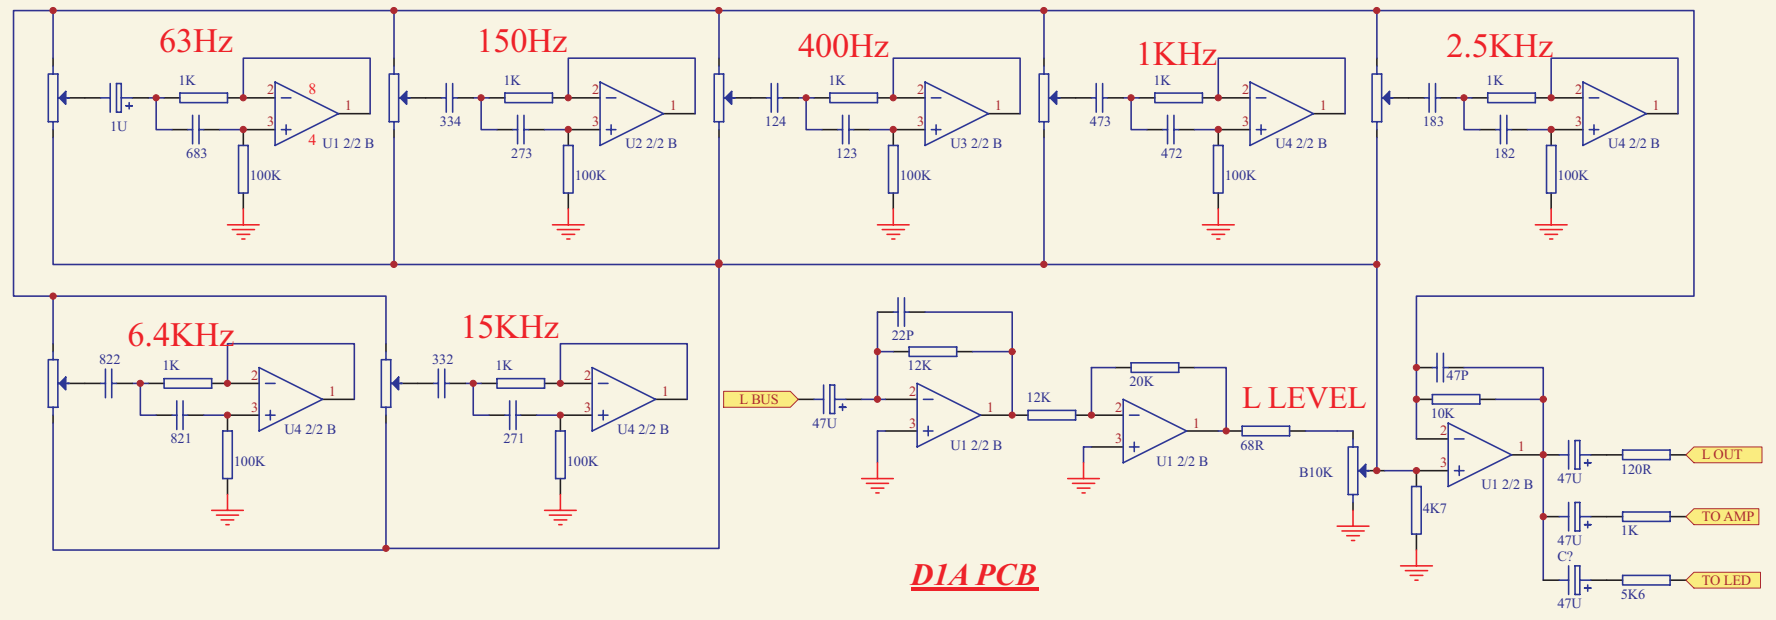 63Hz
150Hz
400Hz
1KHz
2.5KHz
1K 2 8 1
1U 3 4 U1 2/2 B
683
100K
1K 2 1
334 3 U2 2/2 B
273
100K
1K 2 1
124 3 U3 2/2 B
123
100K
1K 2 1
473 3 U4 2/2 B
472
100K
1K 2 1
183 3 U4 2/2 B
182
100K
6.4KHz
15KHz
822 1K 2 1
3 U4 2/2 B
821
100K
332 1K 2 1
3 U4 2/2 B
271
100K
22P
12K
L BUS
47U
2 1
3
U1 2/2 B
12K
20K
2 1
3
U1 2/2 B
L LEVEL
68R
B10K
47P
10K
2 1
3
U1 2/2 B
4K7
47U 120R L OUT
47U 1K TO AMP
C?
47U 5K6 TO LED
D1A PCB